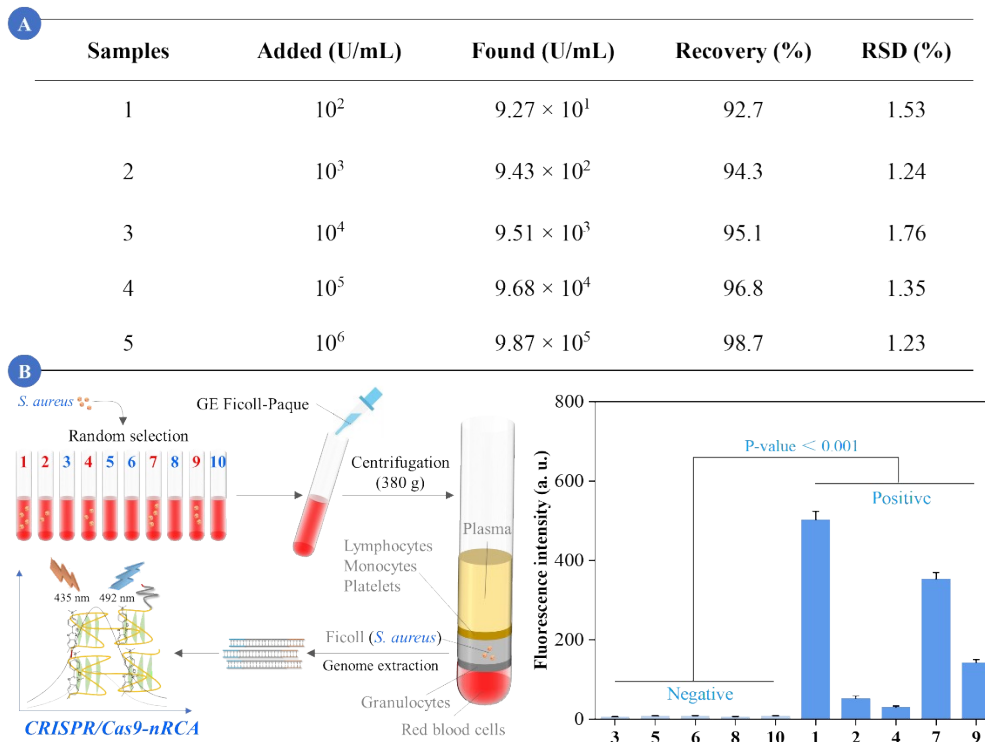 A
Samples Added (U/mL) Found (U/mL) Recovery (%) RSD (%)
1 10² 9.27 × 10¹ 92.7 1.53
2 10³ 9.43 × 10² 94.3 1.24
3 10⁴ 9.51 × 10³ 95.1 1.76
4 10⁵ 9.68 × 10⁴ 96.8 1.35
5 10⁶ 9.87 × 10⁵ 98.7 1.23
B
S. aureus
Random selection
1 2 3 4 5 6 7 8 9 10
GE Ficoll-Paque
Centrifugation
(380 g)
Plasma
Lymphocytes
Monocytes
Platelets
Ficoll (S. aureus)
Genome extraction
Granulocytes
Red blood cells
435 nm 492 nm
CRISPR/Cas9-nRCA
Fluorescence intensity (a. u.)
800
600
400
200
0
P-value < 0.001
Positive
Negative
3 5 6 8 10 1 2 4 7 9